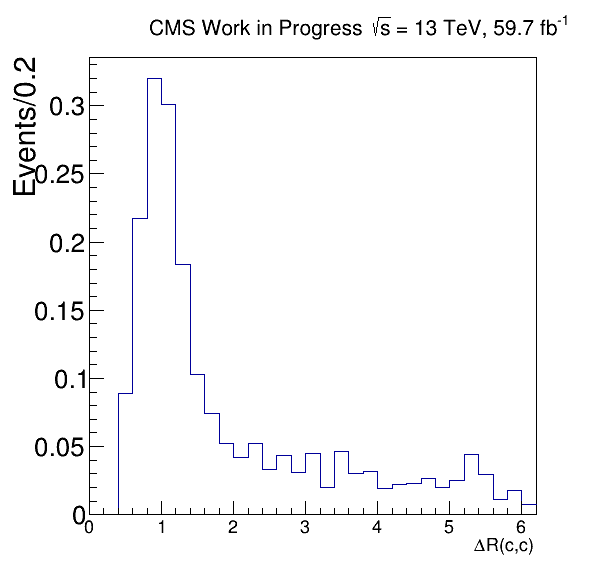 CMS Work in Progress √s = 13 TeV, 59.7 fb⁻¹
Events/0.2
0.3
0.25
0.2
0.15
0.1
0.05
0
0 1 2 3 4 5 6
ΔR(c,c)